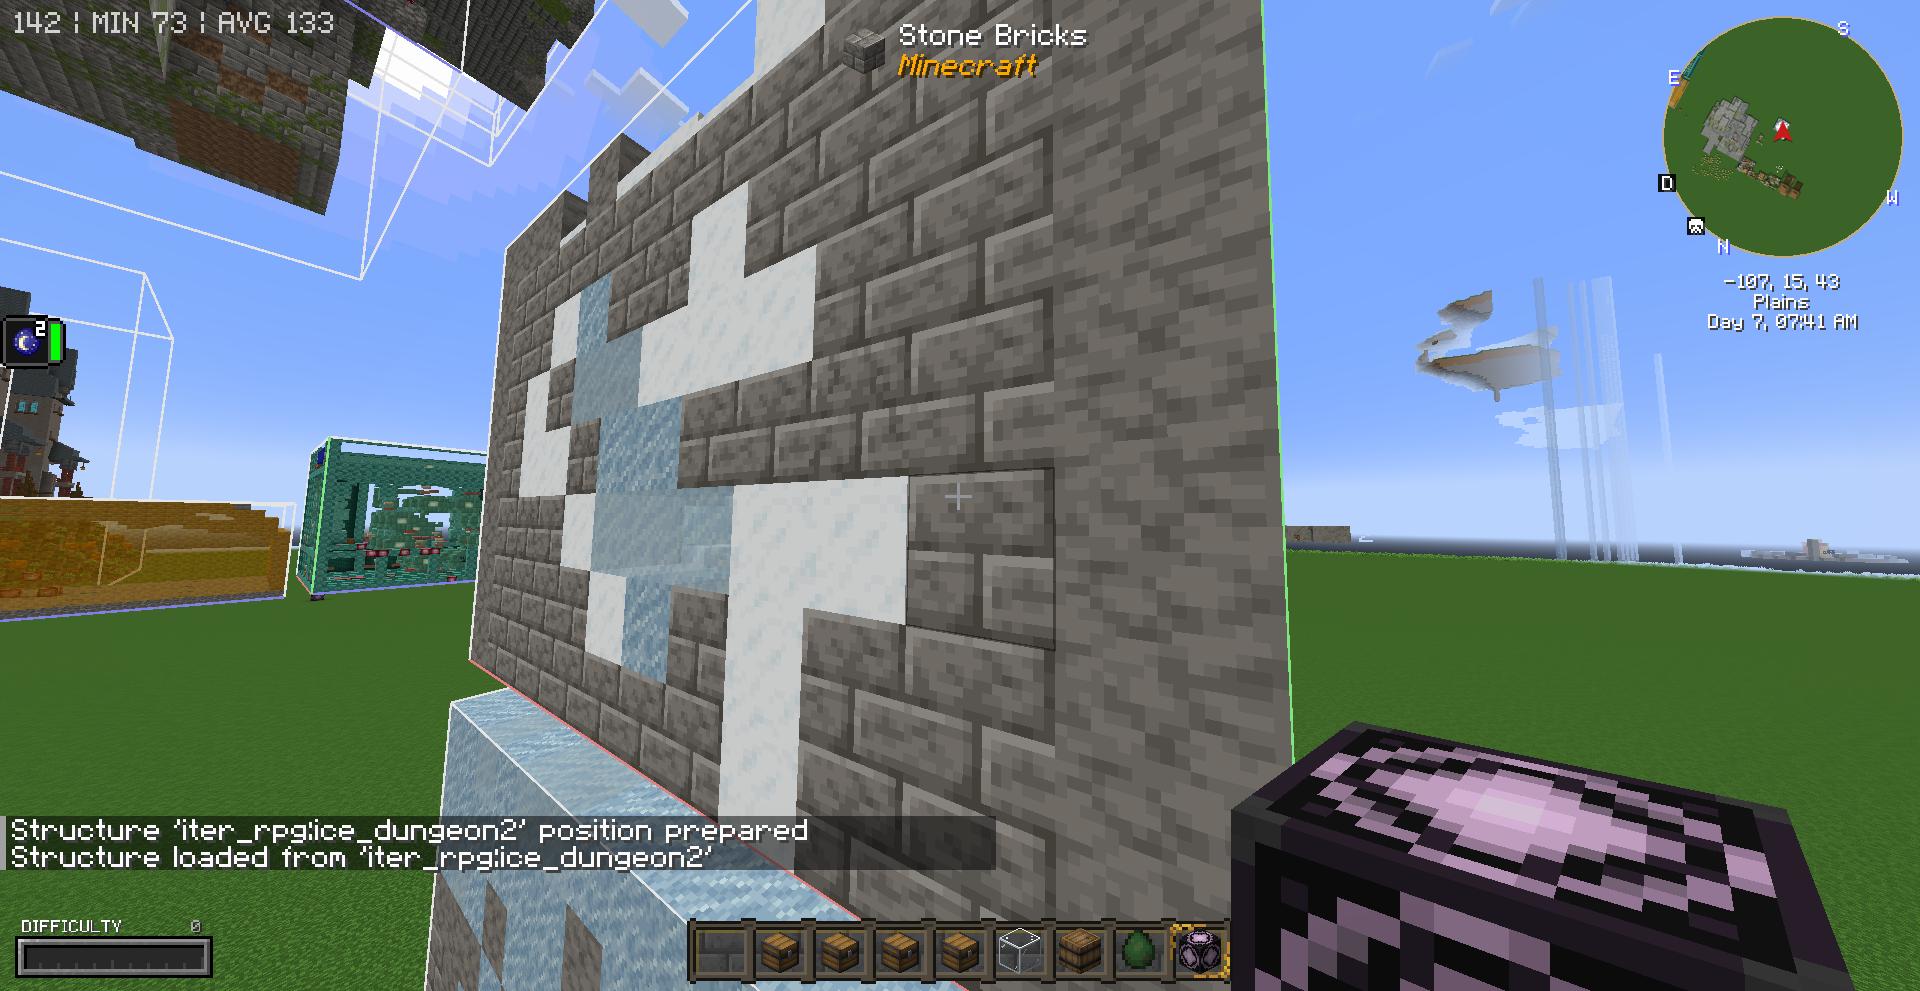 142 | MIN 73 | AVG 133
Stone Bricks
Minecraft
S
E
D
W
N
-107, 15, 43
Plains
Day 7, 07:41 AM
2
Structure 'iter_rpg:ice_dungeon2' position prepared
Structure loaded from 'iter_rpg:ice_dungeon2'
DIFFICULTY 0